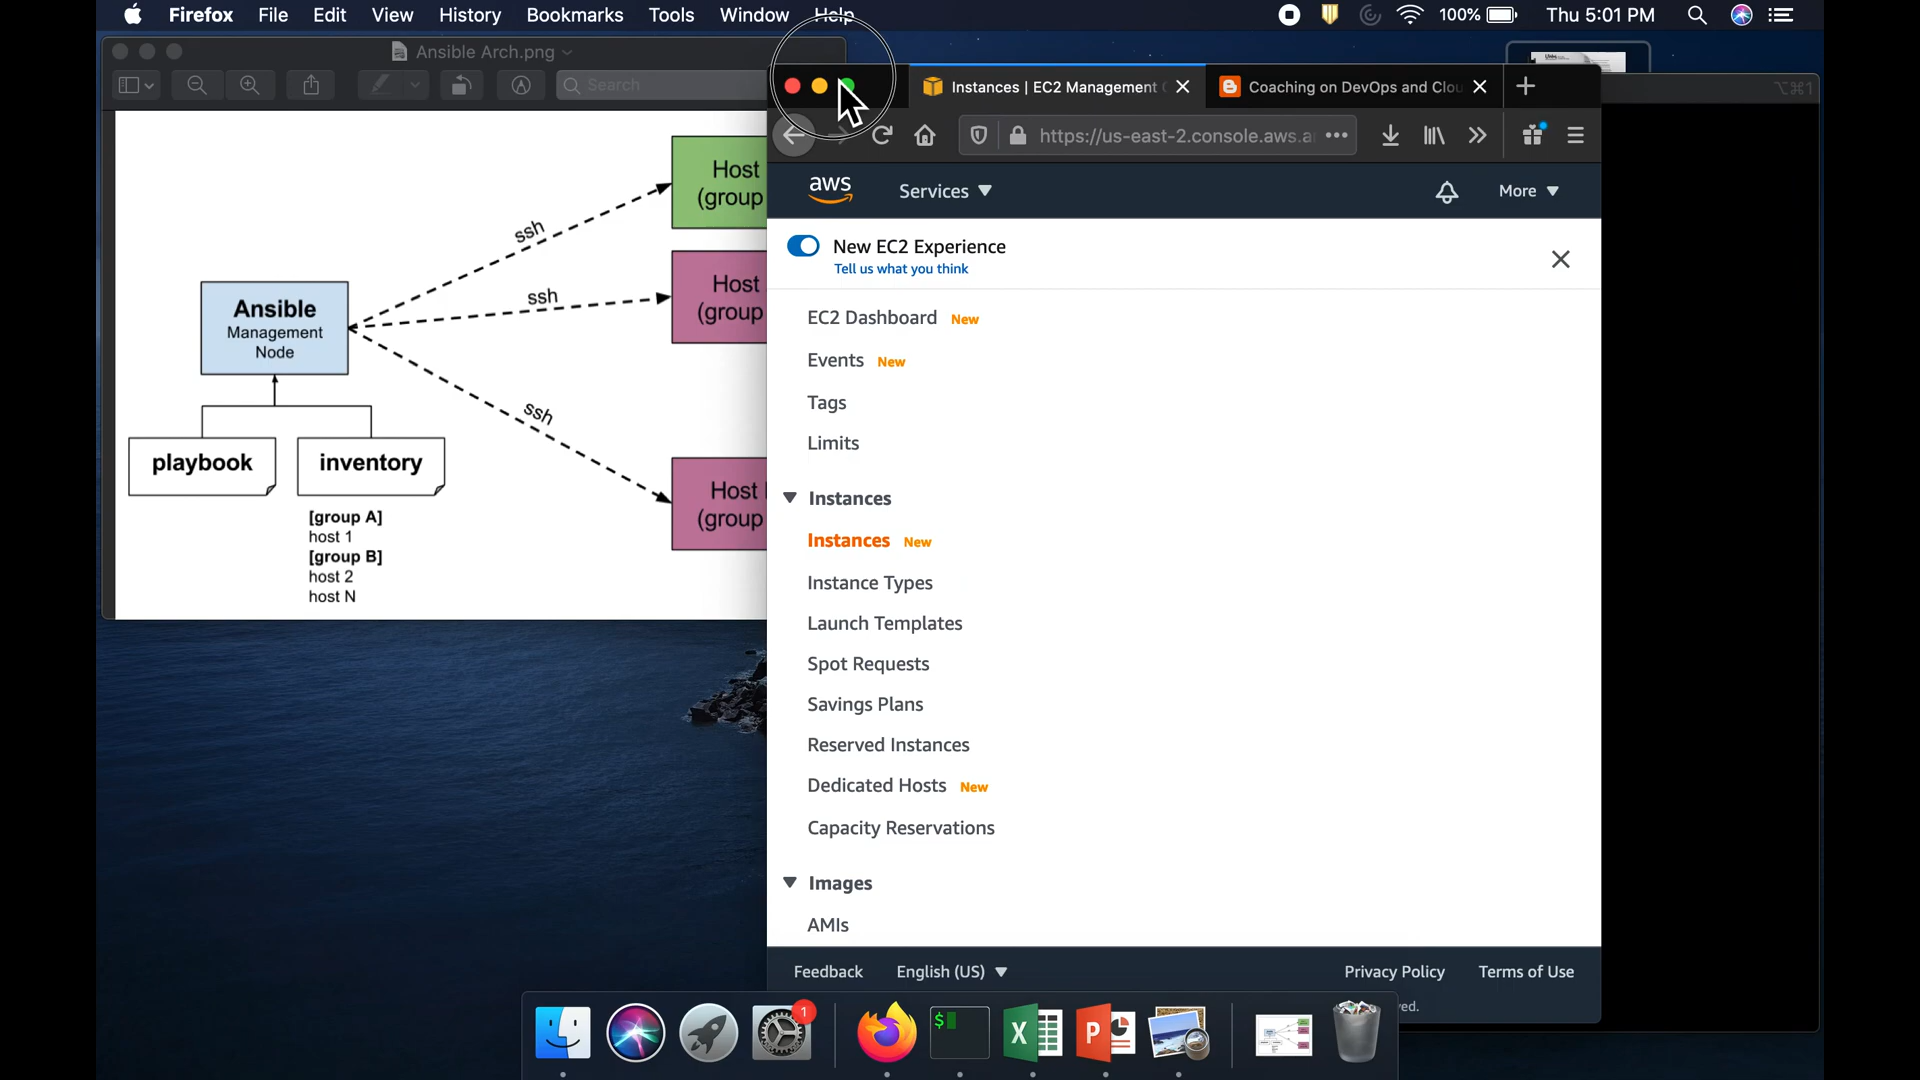 Firefox File Edit View History Bookmarks Tools Window Help
100% Thu 5:01 PM
Ansible Arch.png
Search
Instances | EC2 Management
Coaching on DevOps and Clou
https://us-east-2.console.aws.a
⌥⌘1
aws
Services
More
New EC2 Experience
Tell us what you think
EC2 Dashboard New
Events New
Tags
Limits
Instances
Instances New
Instance Types
Launch Templates
Spot Requests
Savings Plans
Reserved Instances
Dedicated Hosts New
Capacity Reservations
Images
AMIs
Feedback English (US)
Privacy Policy Terms of Use
ved.
Host
(group
ssh
Host
(group
ssh
Ansible
Management
Node
ssh
Host
(group
playbook
inventory
[group A]
host 1
[group B]
host 2
host N
1
$
X
P